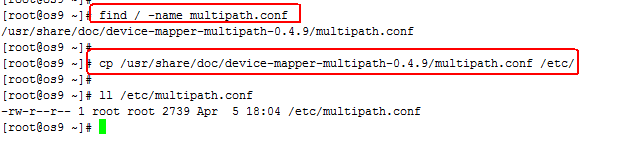 [root@os9 ~]# find / -name multipath.conf
/usr/share/doc/device-mapper-multipath-0.4.9/multipath.conf
[root@os9 ~]#
[root@os9 ~]# cp /usr/share/doc/device-mapper-multipath-0.4.9/multipath.conf /etc/
[root@os9 ~]#
[root@os9 ~]# ll /etc/multipath.conf
-rw-r--r-- 1 root root 2739 Apr  5 18:04 /etc/multipath.conf
[root@os9 ~]#